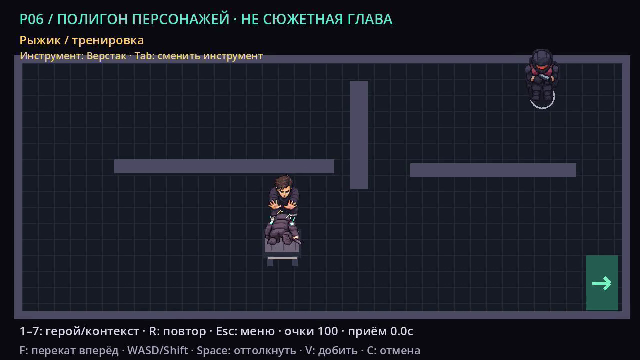 P06 / ПОЛИГОН ПЕРСОНАЖЕЙ · НЕ СЮЖЕТНАЯ ГЛАВА
Рыжик / тренировка
Инструмент: Верстак · Tab: сменить инструмент
1–7: герой/контекст · R: повтор · Esc: меню · очки 100 · приём 0.0с
F: перекат вперёд · WASD/Shift · Space: оттолкнуть · V: добить · C: отмена